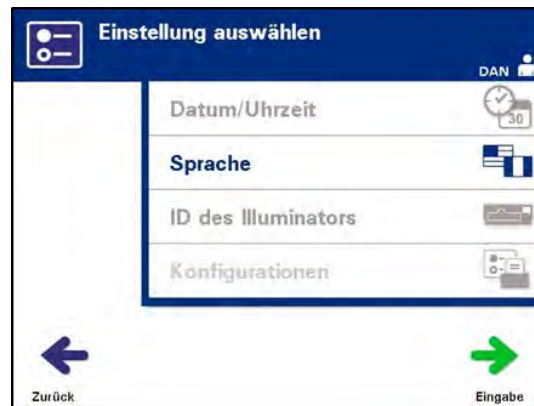 Einstellung auswählen
DAN
Datum/Uhrzeit
30
Sprache
ID des Illuminators
Konfigurationen
Zurück
Eingabe